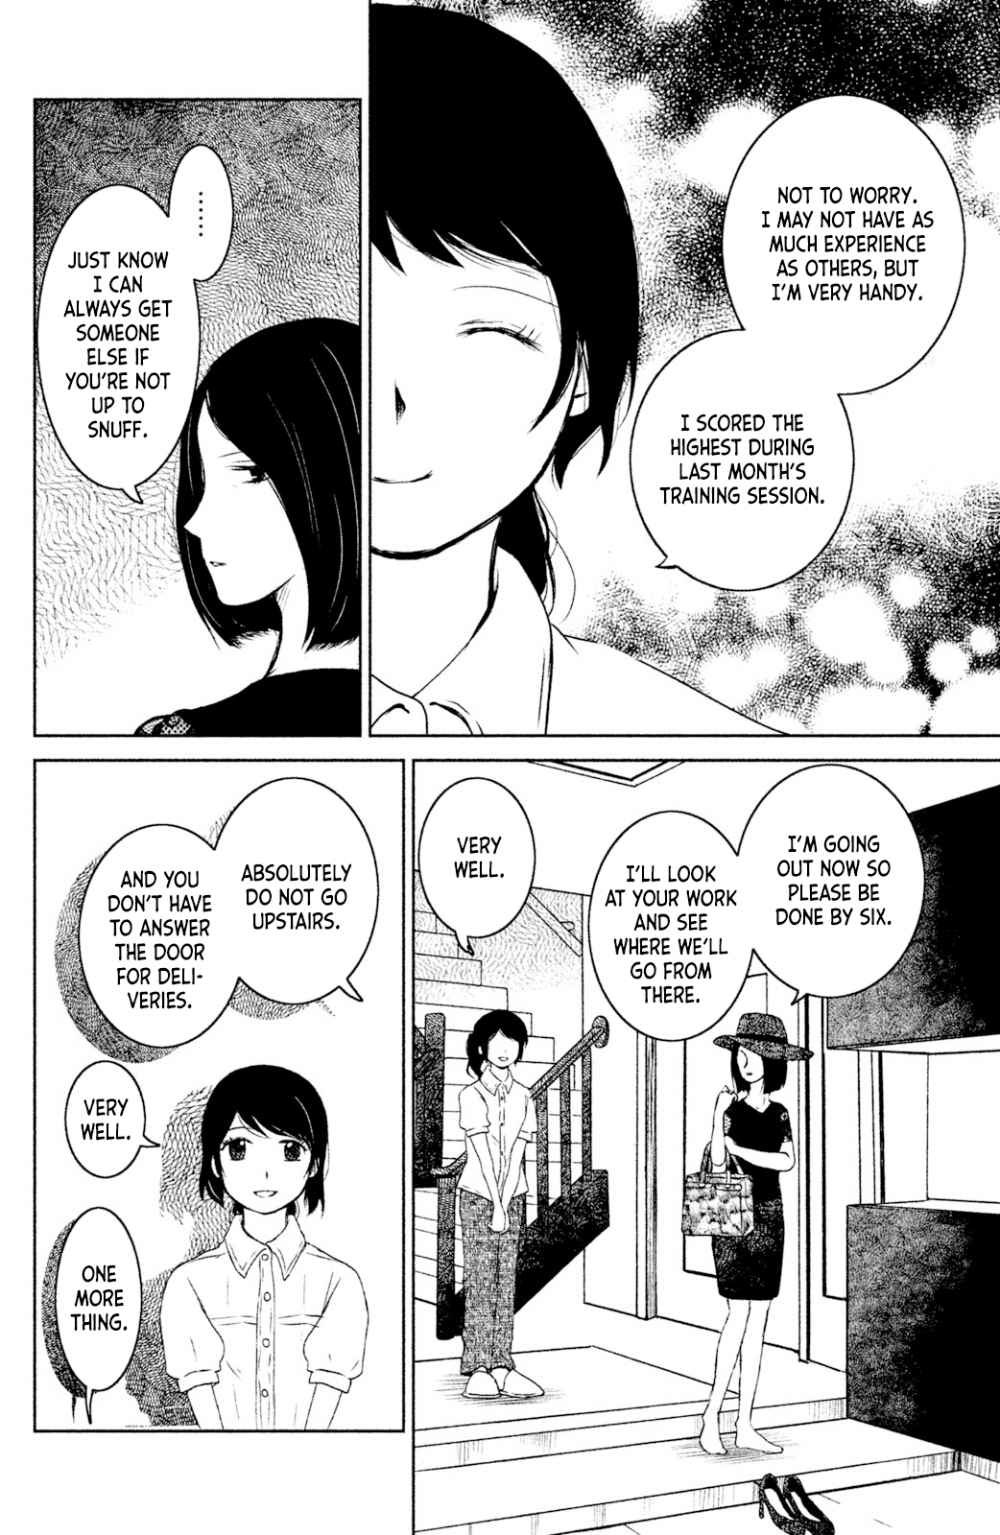 NOT TO WORRY.
I MAY NOT HAVE AS
MUCH EXPERIENCE
AS OTHERS, BUT
I'M VERY HANDY.
I SCORED THE
HIGHEST DURING
LAST MONTH'S
TRAINING SESSION.
......
JUST KNOW
I CAN
ALWAYS GET
SOMEONE
ELSE IF
YOU'RE NOT
UP TO
SNUFF.
I'M GOING
OUT NOW SO
PLEASE BE
DONE BY SIX.
I'LL LOOK
AT YOUR WORK
AND SEE
WHERE WE'LL
GO FROM
THERE.
VERY
WELL.
ABSOLUTELY
DO NOT GO
UPSTAIRS.
AND YOU
DON'T HAVE
TO ANSWER
THE DOOR
FOR DELI-
VERIES.
VERY
WELL.
ONE
MORE
THING.